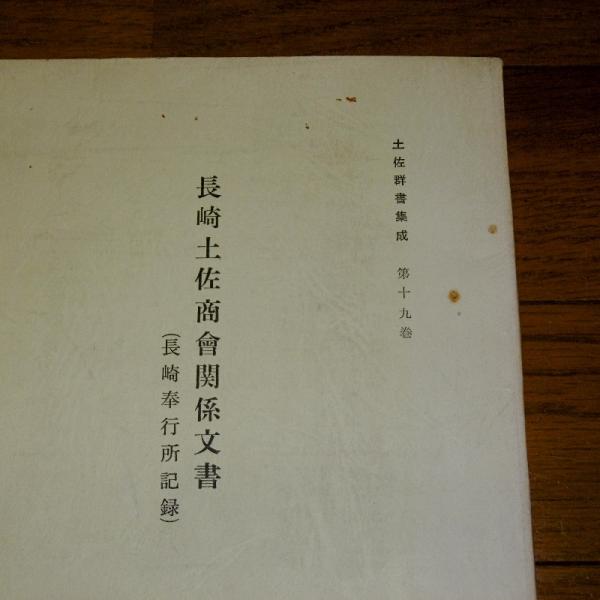 土佐群書集成　第十九巻
長崎土佐商會関係文書
（長崎奉行所記録）